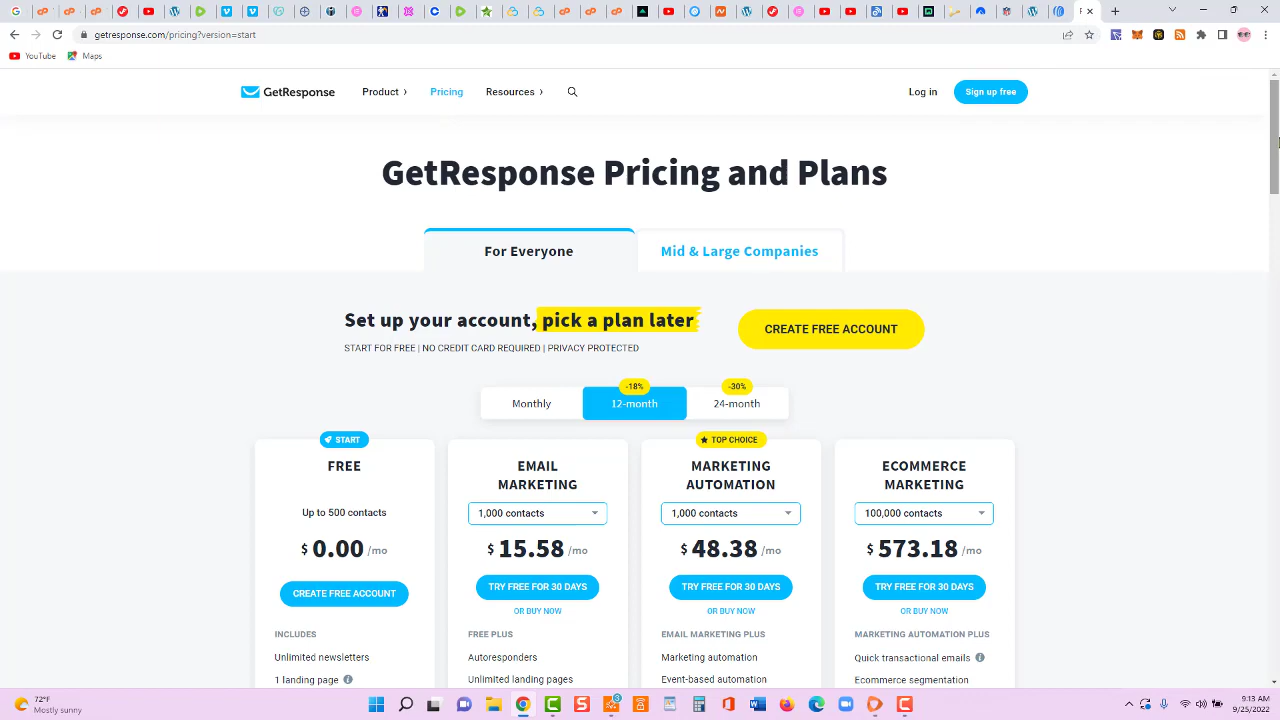 getresponse.com/pricing?version=start
YouTube
Maps
GetResponse
Product
Pricing
Resources
Log in
Sign up free
GetResponse Pricing and Plans
For Everyone
Mid & Large Companies
Set up your account, pick a plan later
START FOR FREE | NO CREDIT CARD REQUIRED | PRIVACY PROTECTED
CREATE FREE ACCOUNT
-18%
-30%
Monthly
12-month
24-month
START
FREE
Up to 500 contacts
$ 0.00 /mo
CREATE FREE ACCOUNT
INCLUDES
Unlimited newsletters
1 landing page
EMAIL
MARKETING
1,000 contacts
$ 15.58 /mo
TRY FREE FOR 30 DAYS
OR BUY NOW
FREE PLUS
Autoresponders
Unlimited landing pages
TOP CHOICE
MARKETING
AUTOMATION
1,000 contacts
$ 48.38 /mo
TRY FREE FOR 30 DAYS
OR BUY NOW
EMAIL MARKETING PLUS
Marketing automation
Event-based automation
ECOMMERCE
MARKETING
100,000 contacts
$ 573.18 /mo
TRY FREE FOR 30 DAYS
OR BUY NOW
MARKETING AUTOMATION PLUS
Quick transactional emails
Ecommerce segmentation
72°F
Mostly sunny
3
9:13 AM
9/25/2022